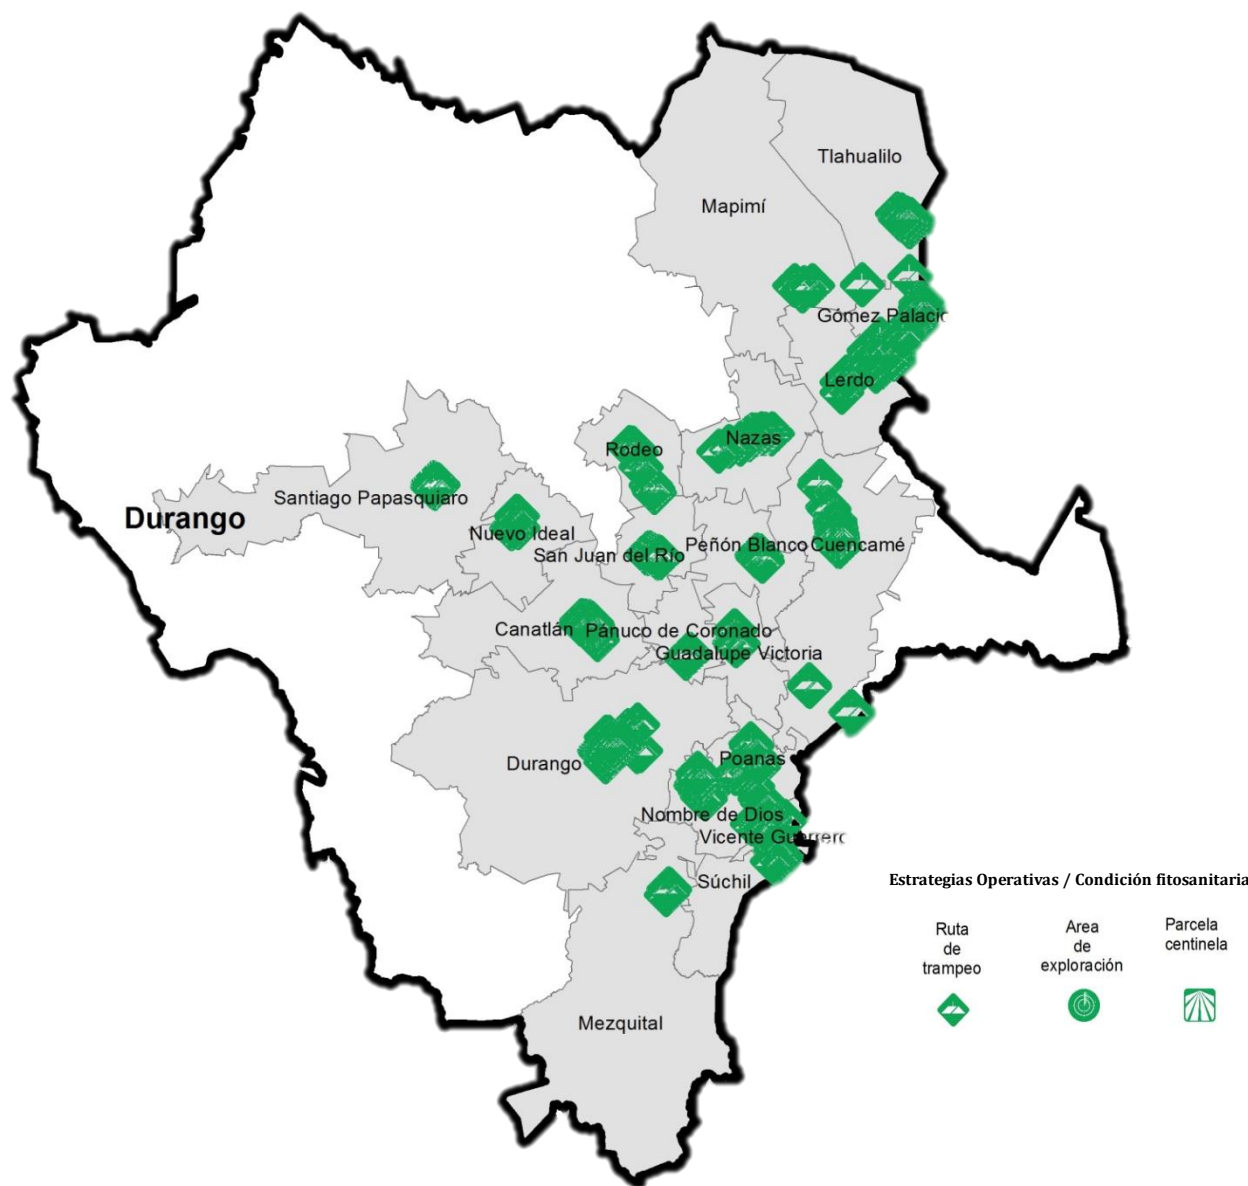 Tlahualilo
Mapimí
Gómez Palacio
Lerdo
Nazas
Rodeo
Santiago Papasquiaro
Durango
Nuevo Ideal
San Juan del Río
Peñón Blanco
Cuencamé
Canatlán
Pánuco de Coronado
Guadalupe Victoria
Durango
Poanas
Nombre de Dios
Vicente Guerrero
Súchil
Mezquital
Estrategias Operativas / Condición fitosanitaria
Ruta
de
trampeo
Area
de
exploración
Parcela
centinela